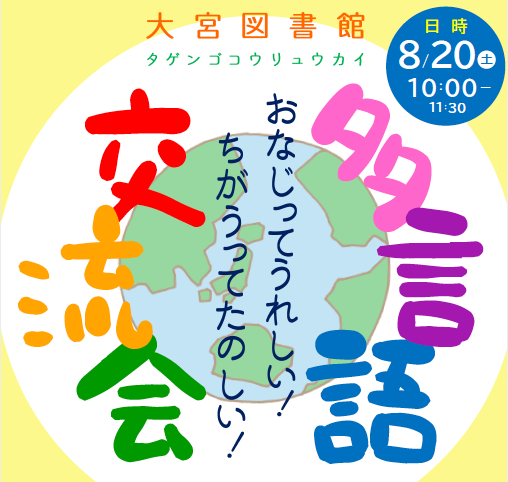 大宮図書館
タゲンゴコウリュウカイ
日時
8/20土
10:00−
11:30
多言語
交流会
おなじってうれしい!
ちがうってたのしい!